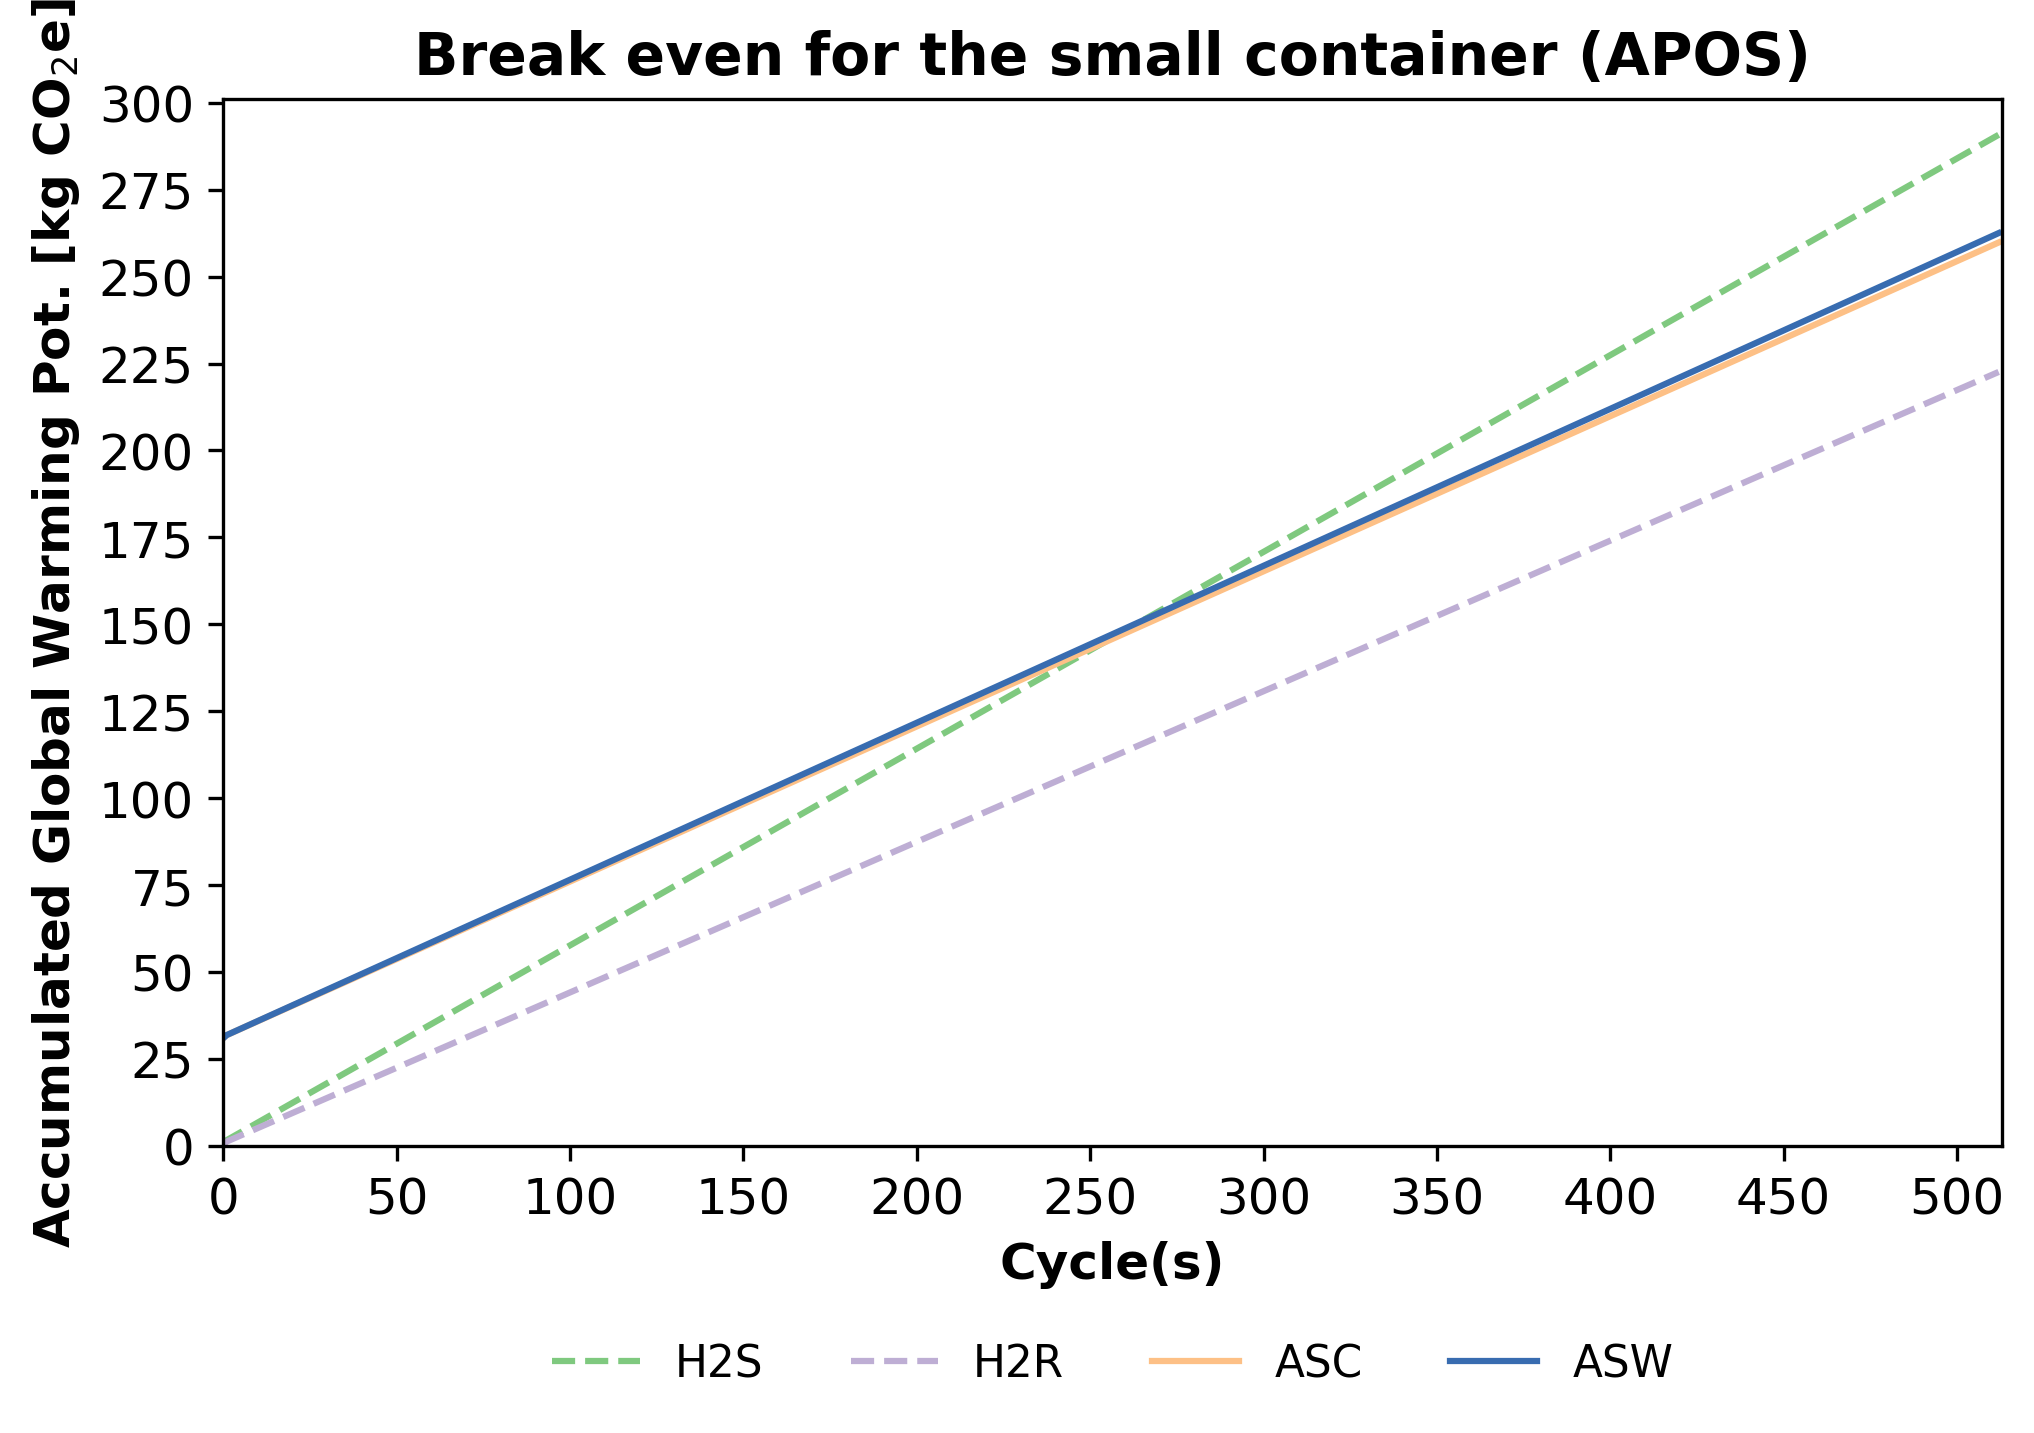 Break even for the small container (APOS)
Accumulated Global Warming Pot. [kg CO₂e]
300
275
250
225
200
175
150
125
100
75
50
25
0
0 50 100 150 200 250 300 350 400 450 500
Cycle(s)
H2S H2R ASC ASW